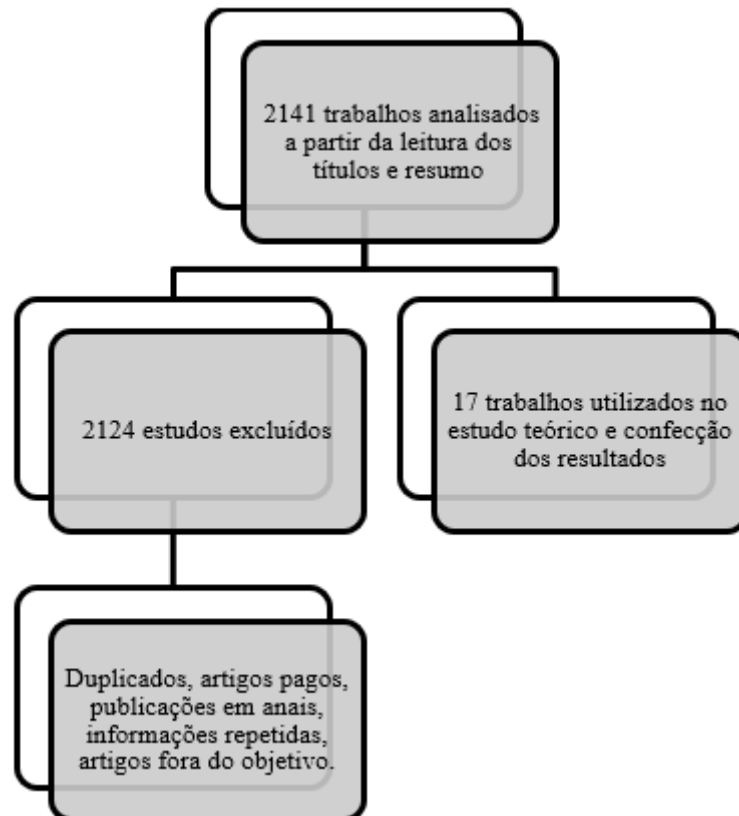 2141 trabalhos analisados
a partir da leitura dos
títulos e resumo
2124 estudos excluídos
17 trabalhos utilizados no
estudo teórico e confecção
dos resultados
Duplicados, artigos pagos,
publicações em anais,
informações repetidas,
artigos fora do objetivo.